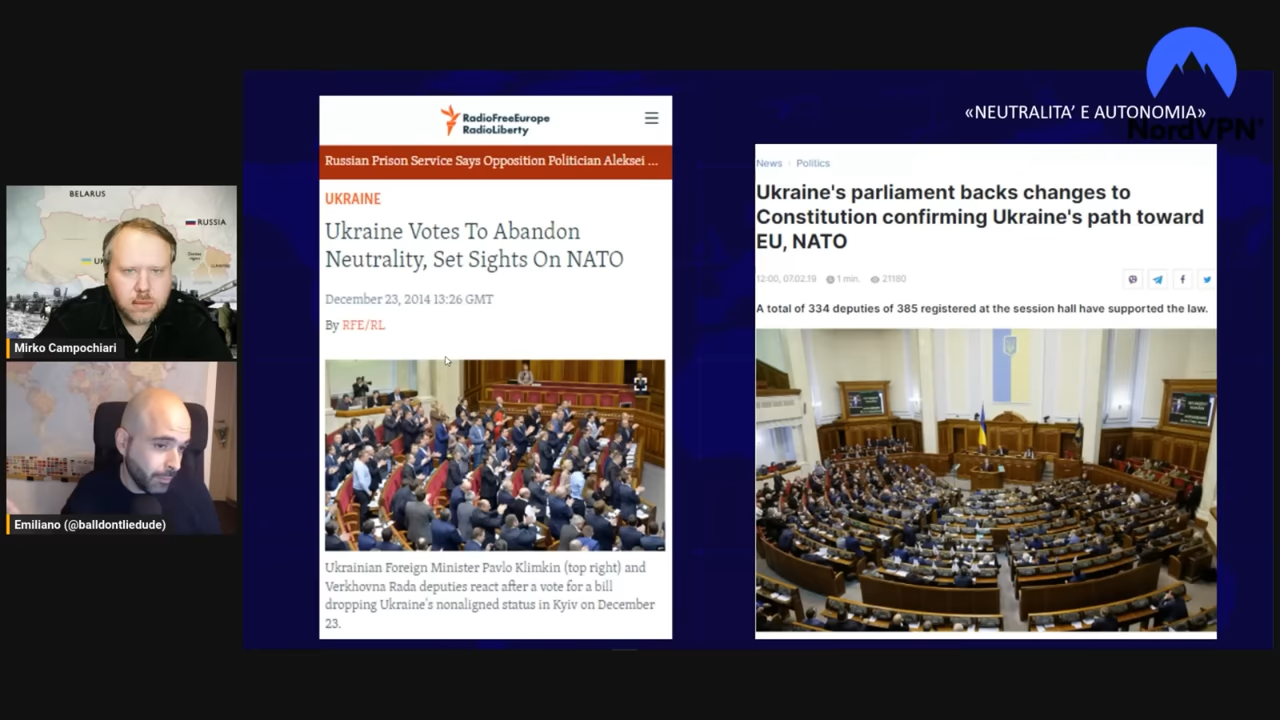 «NEUTRALITA' E AUTONOMIA»
NordVPN
RadioFreeEurope
RadioLiberty
Russian Prison Service Says Opposition Politician Aleksei ...
UKRAINE
Ukraine Votes To Abandon
Neutrality, Set Sights On NATO
December 23, 2014 13:26 GMT
By RFE/RL
Ukrainian Foreign Minister Pavlo Klimkin (top right) and
Verkhovna Rada deputies react after a vote for a bill
dropping Ukraine's nonaligned status in Kyiv on December
23.
News Politics
Ukraine's parliament backs changes to
Constitution confirming Ukraine's path toward
EU, NATO
12:00, 07.02.19 1 min. 21180
A total of 334 deputies of 385 registered at the session hall have supported the law.
BELARUS
RUSSIA
Mirko Campochiari
Emiliano (@balldontliedude)